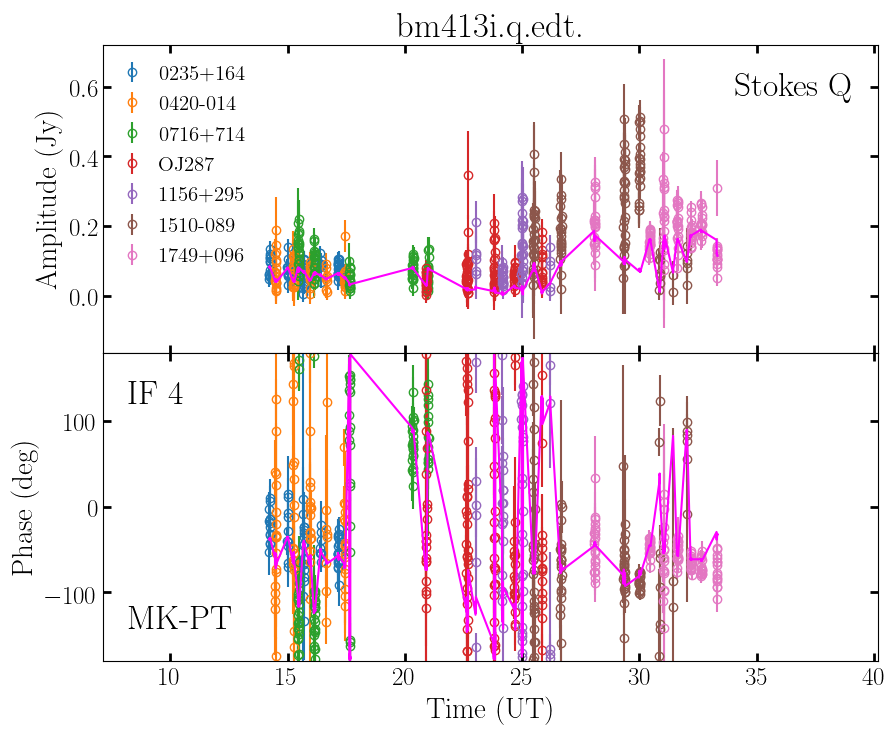 bm413i.q.edt.
Stokes Q
0235+164
0420-014
0716+714
OJ287
1156+295
1510-089
1749+096
Amplitude (Jy)
0.6
0.4
0.2
0.0
IF 4
MK-PT
Phase (deg)
100
0
−100
10 15 20 25 30 35 40
Time (UT)